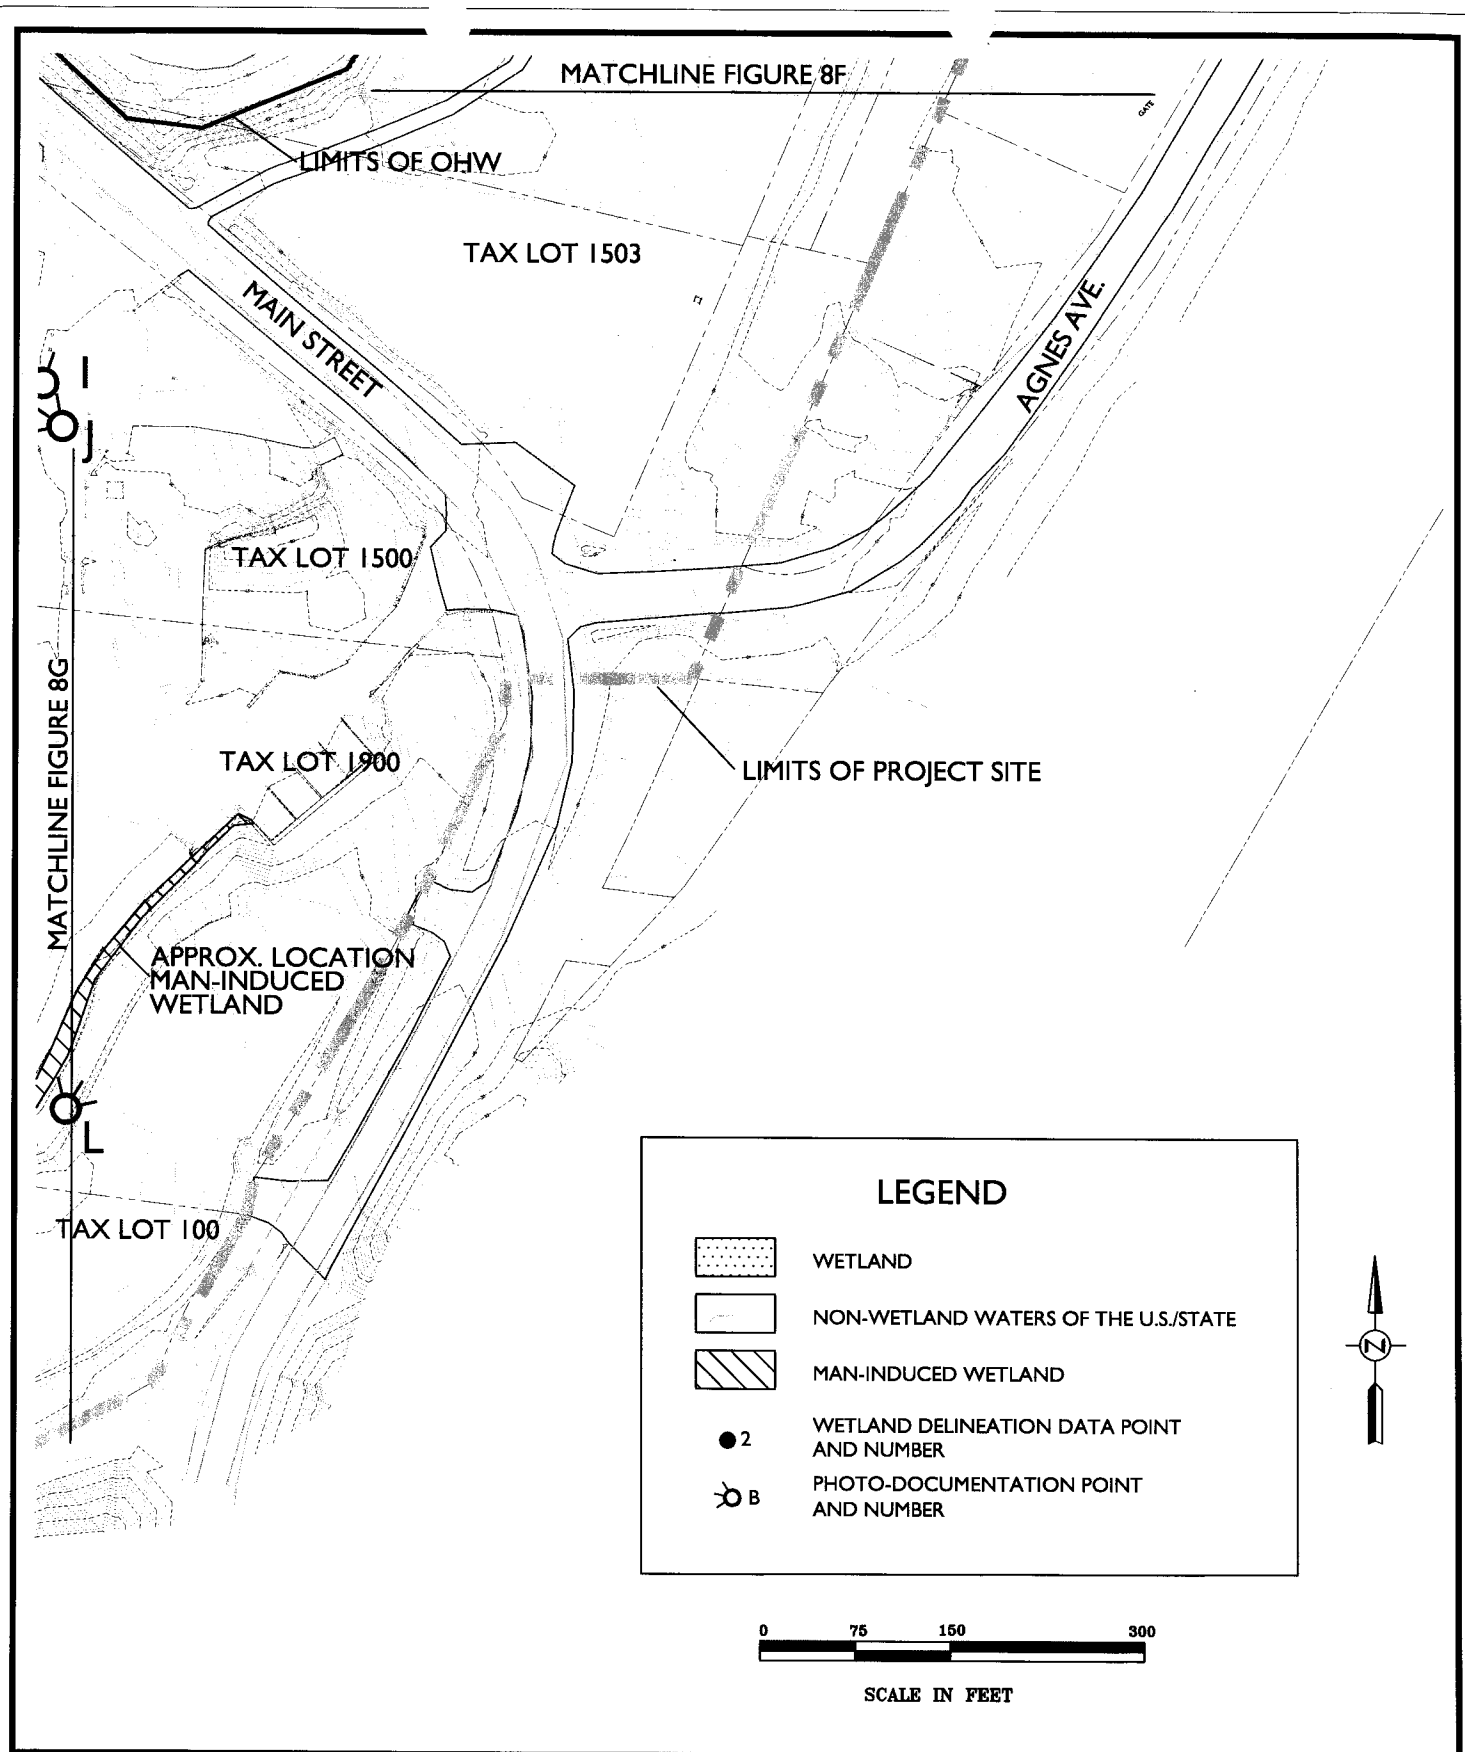 MATCHLINE FIGURE 8F
GATE
LIMITS OF OHW
TAX LOT 1503
MAIN STREET
AGNES AVE.
I
J
TAX LOT 1500
MATCHLINE FIGURE 8G
TAX LOT 1900
LIMITS OF PROJECT SITE
APPROX. LOCATION
MAN-INDUCED
WETLAND
L
TAX LOT 100
LEGEND
WETLAND
NON-WETLAND WATERS OF THE U.S./STATE
MAN-INDUCED WETLAND
2
WETLAND DELINEATION DATA POINT
AND NUMBER
B
PHOTO-DOCUMENTATION POINT
AND NUMBER
N
0 75 150 300
SCALE IN FEET